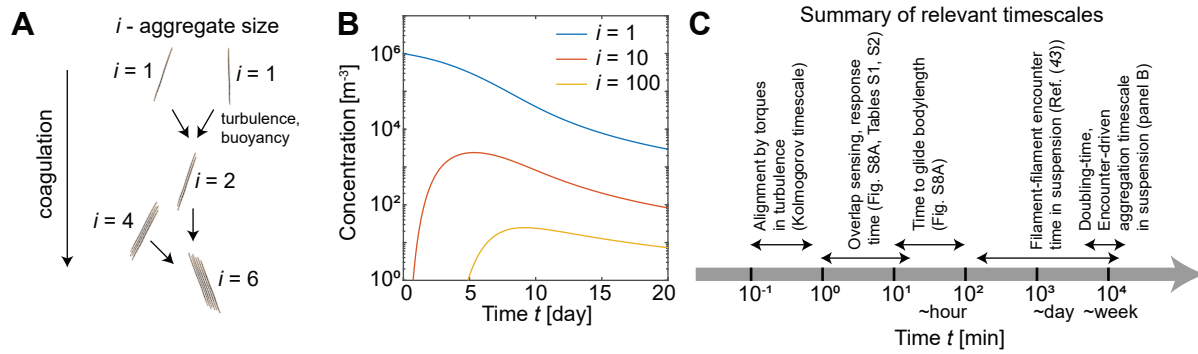 A
i - aggregate size
i = 1
i = 1
turbulence,
buoyancy
coagulation
i = 2
i = 4
i = 6
B
Concentration [m⁻³]
10⁶
10⁴
10²
10⁰
i = 1
i = 10
i = 100
0
5
10
15
20
Time t [day]
C
Summary of relevant timescales
Alignment by torques
in turbulence
(Kolmogorov timescale)
Overlap sensing, response
time (Fig. S8A, Tables S1, S2)
Time to glide bodylength
(Fig. S8A)
Filament-filament encounter
time in suspension (Ref. (43))
Doubling-time,
Encounter-driven
aggregation timescale
in suspension (panel B)
10⁻¹
10⁰
10¹
10²
10³
10⁴
~hour
~day
~week
Time t [min]